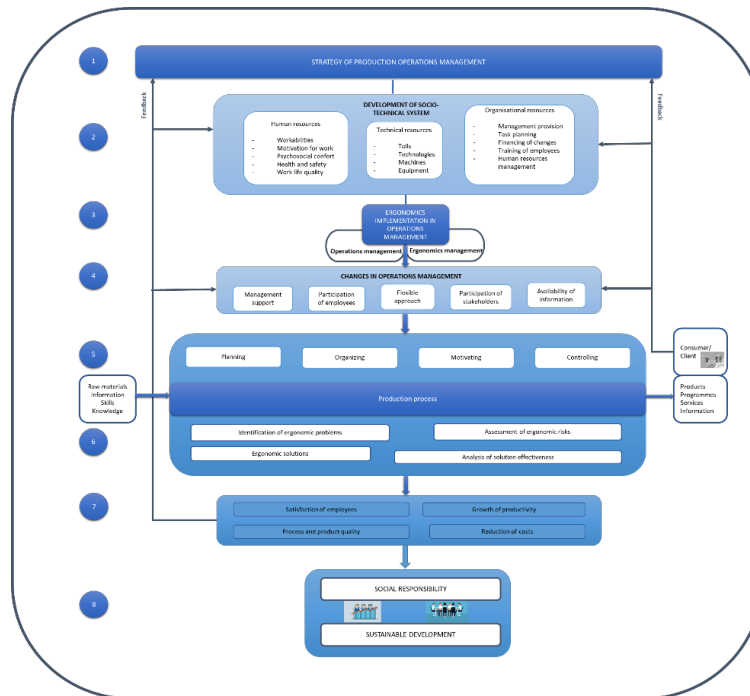 1
STRATEGY OF PRODUCTION OPERATIONS MANAGEMENT
Feedback
Feedback
2
DEVELOPMENT OF SOCIO-
TECHNICAL SYSTEM
Human resources
- Workabilities
- Motivation for work
- Psychosocial confort
- Health and safety
- Work life quality
Technical resources
- Tolls
- Technologies
- Machines
- Equipment
Organisational resources
- Management provision
- Task planning
- Financing of changes
- Training of employees
- Human resources
management
3
ERGONOMICS
IMPLEMENTATION IN
OPERATIONS
MANAGEMENT
Operations management
Ergonomics management
4
CHANGES IN OPERATIONS MANAGEMENT
Management
support
Participation
of employees
Flexible
approach
Participation of
stakeholders
Availability of
information
5
Planning
Organizing
Motivating
Controlling
Consumer/
Client
Raw materials
Information
Skills
Knowledge
Production process
Products
Programmes
Services
Information
6
Identification of ergonomic problems
Assessment of ergonomic risks
Ergonomic solutions
Analysis of solution effectiveness
7
Satisfaction of employees
Growth of productivity
Process and product quality
Reduction of costs
8
SOCIAL RESPONSIBILITY
SUSTAINABLE DEVELOPMENT